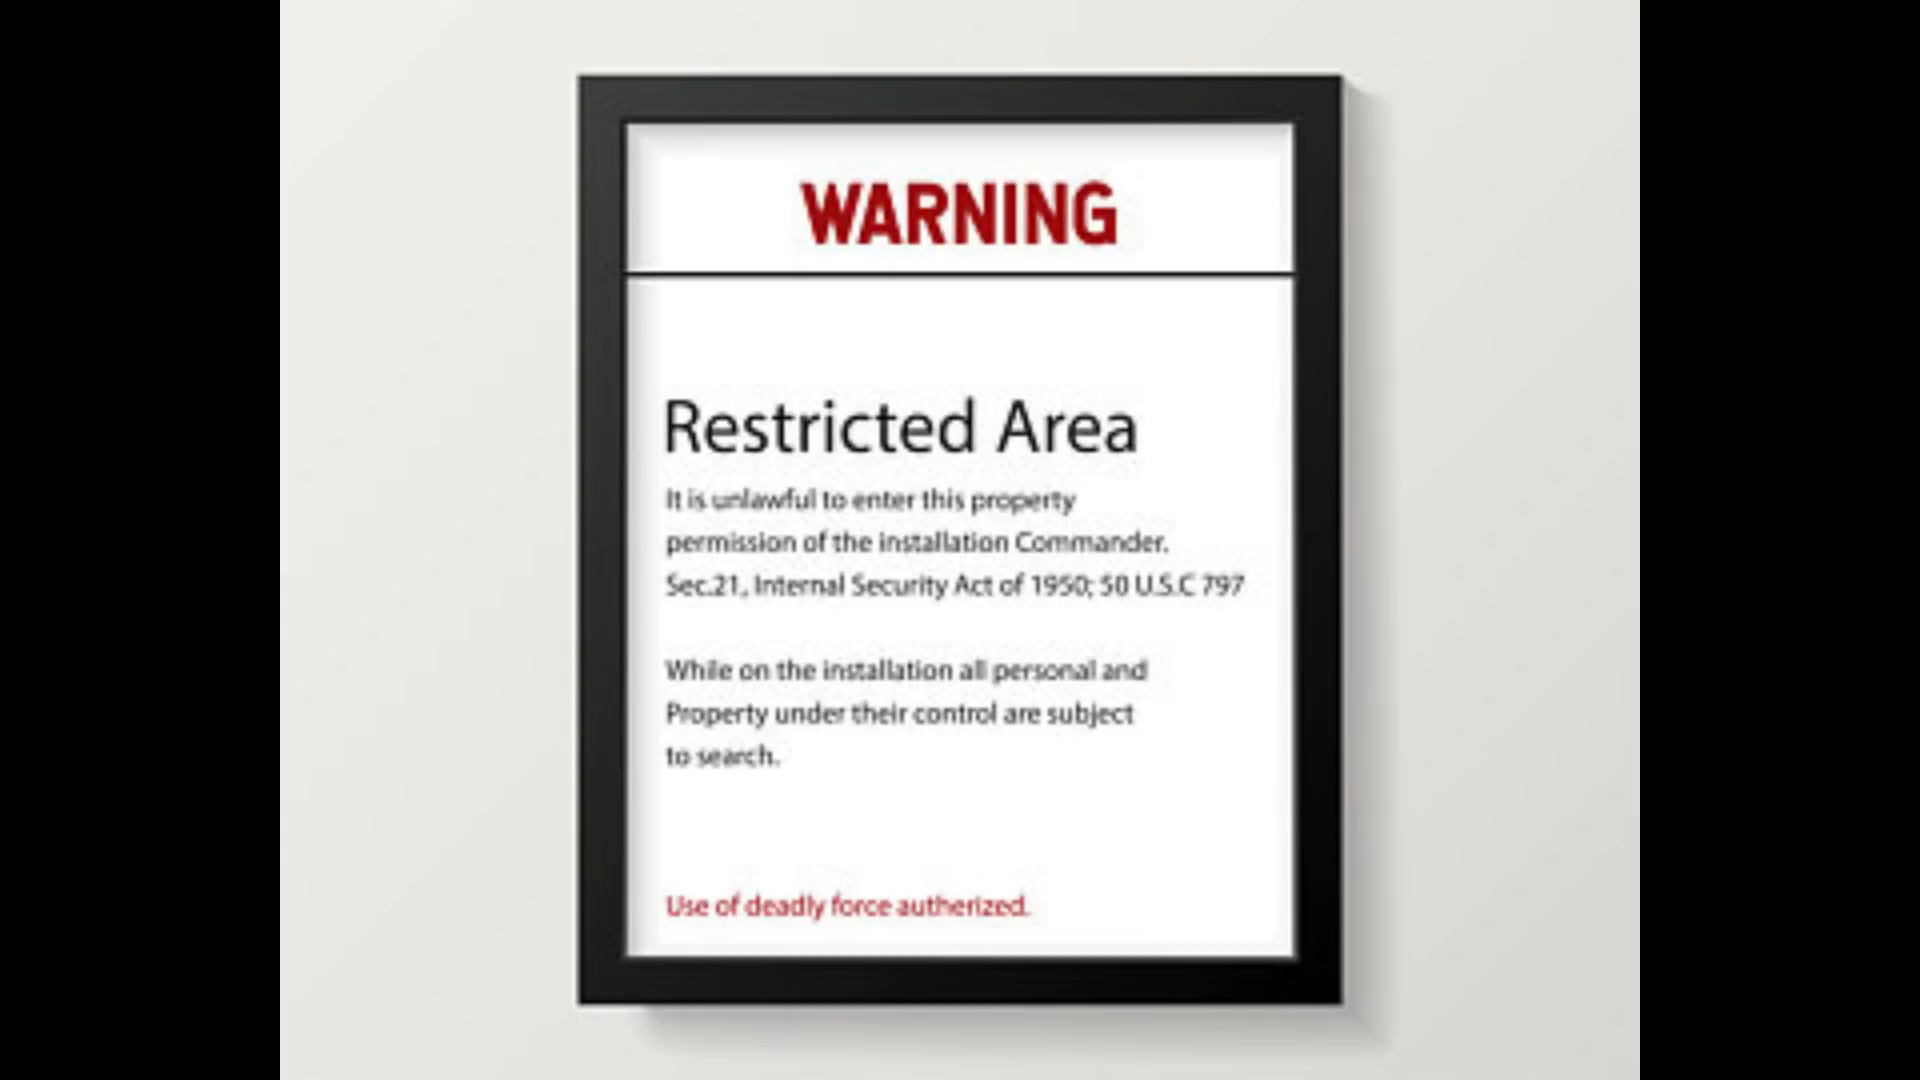 WARNING
Restricted Area
It is unlawful to enter this property
permission of the installation Commander.
Sec.21, Internal Security Act of 1950; 50 U.S.C 797
While on the installation all personal and
Property under their control are subject
to search.
Use of deadly force autherized.